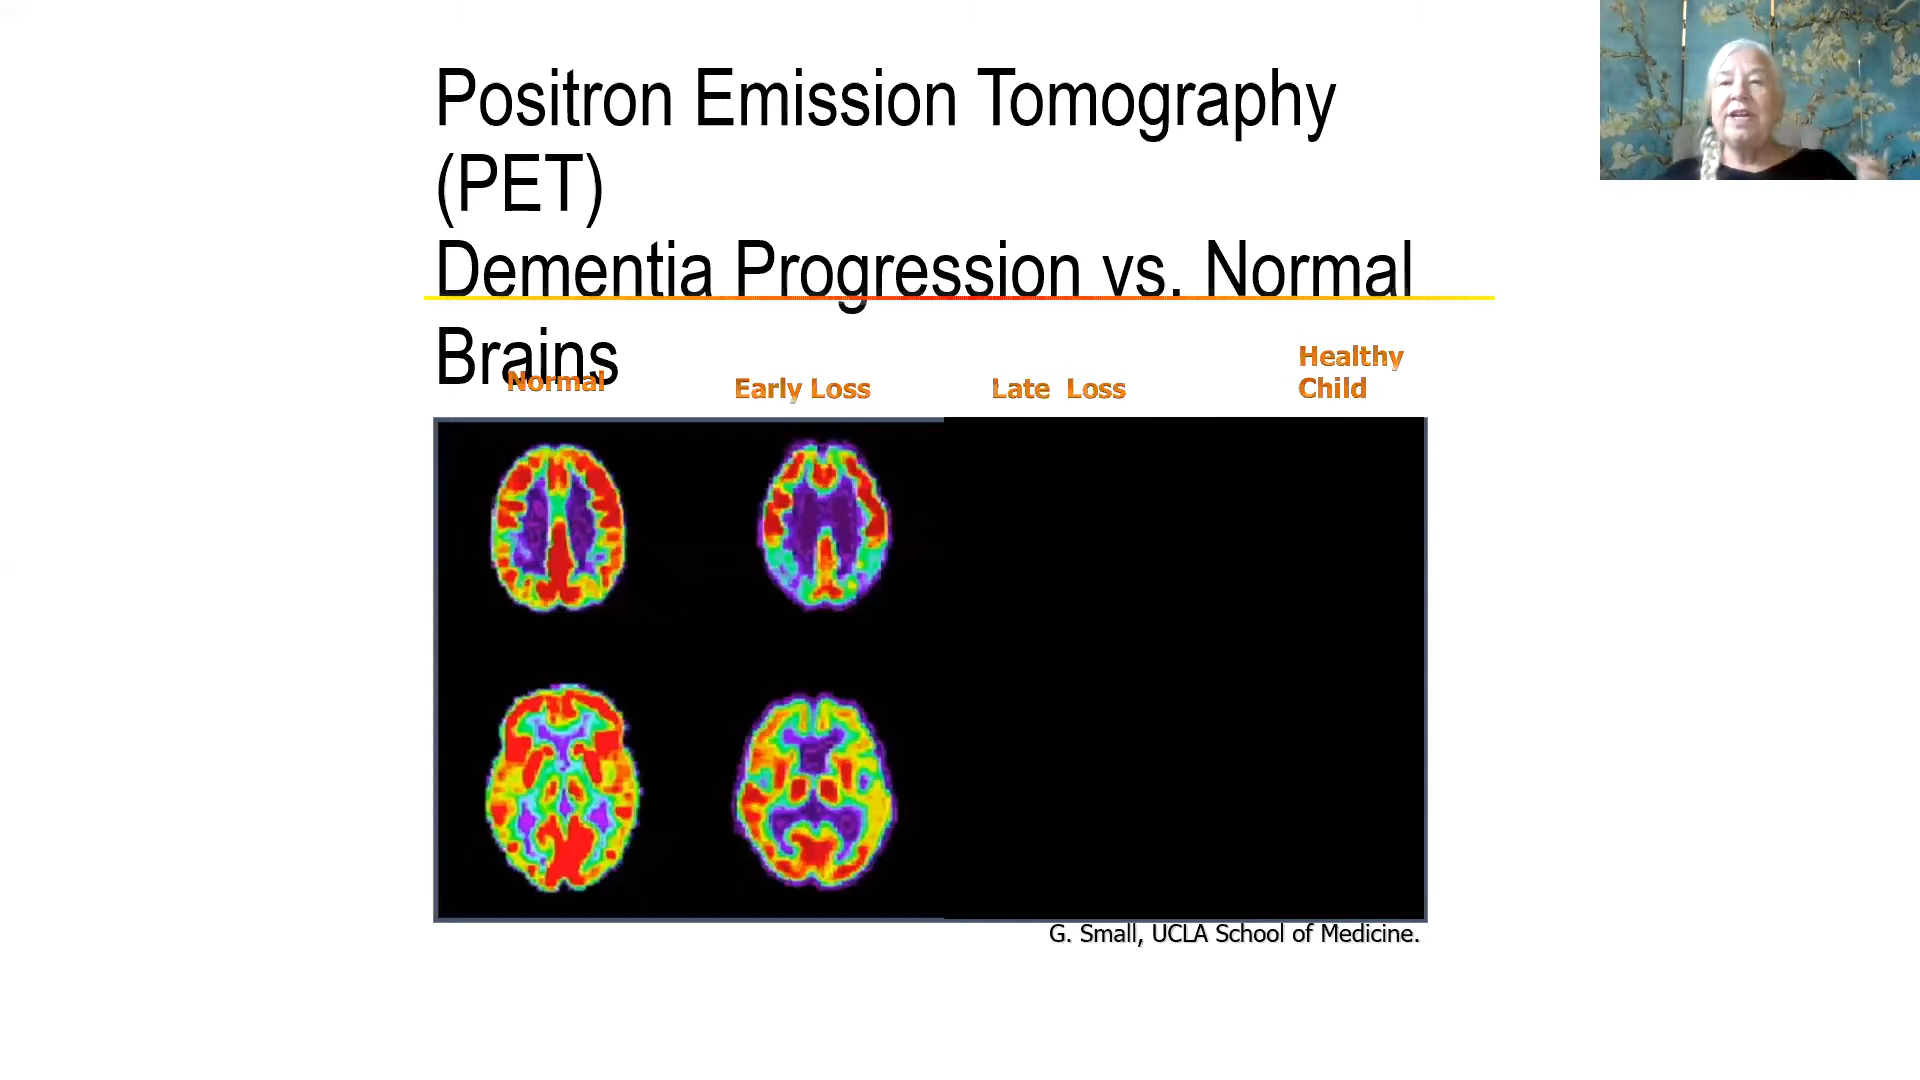 Positron Emission Tomography
(PET)
Dementia Progression vs. Normal
Brains
Normal
Early Loss
Late Loss
Healthy
Child
G. Small, UCLA School of Medicine.